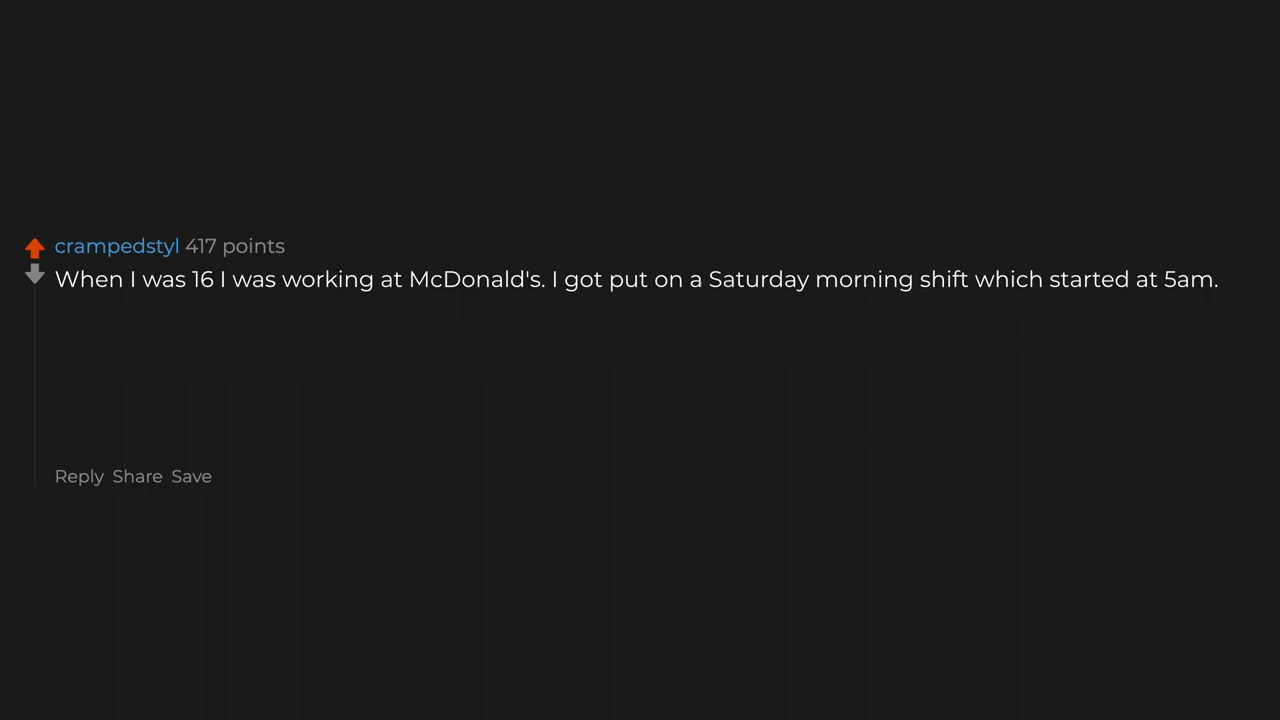 crampedstyl 417 points
When I was 16 I was working at McDonald's. I got put on a Saturday morning shift which started at 5am.
Reply Share Save